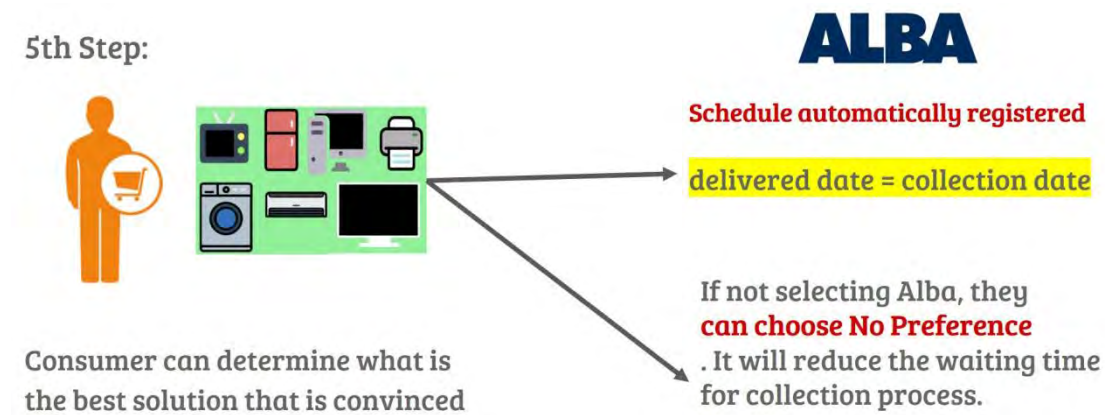 5th Step:
ALBA
Schedule automatically registered
delivered date = collection date
If not selecting Alba, they
can choose No Preference
. It will reduce the waiting time
for collection process.
Consumer can determine what is
the best solution that is convinced